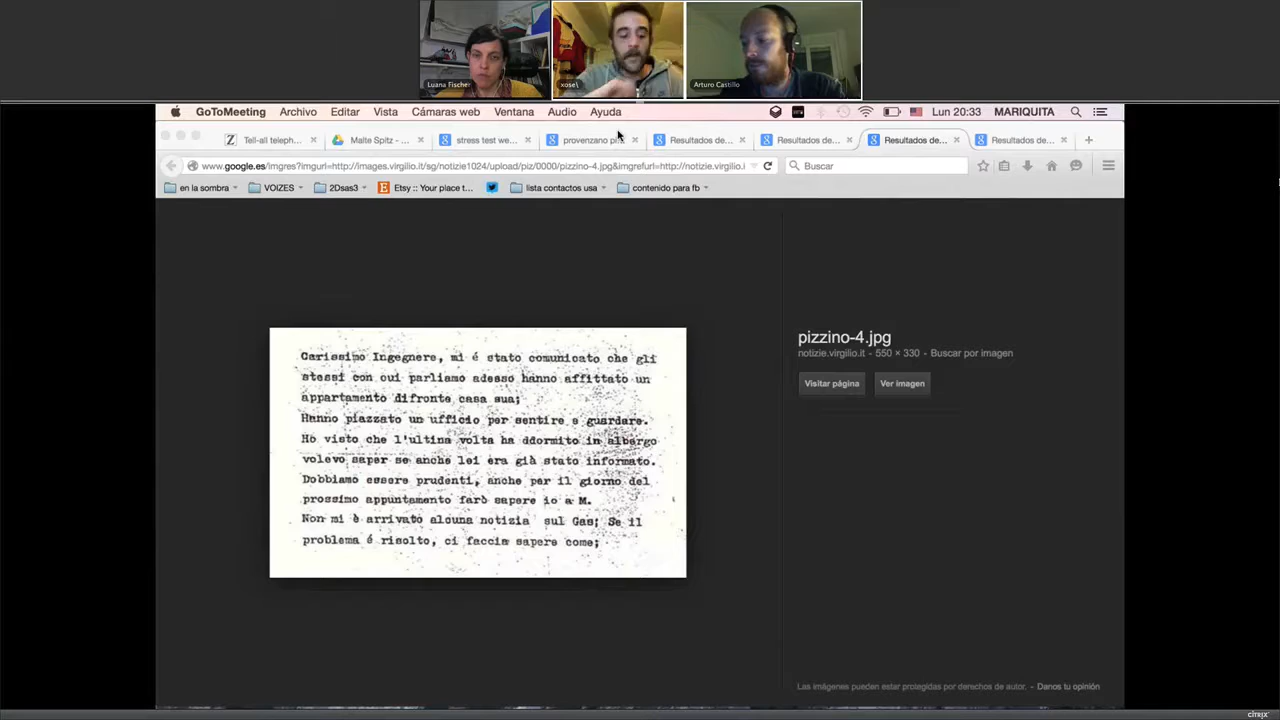 Luana Fischer
xose\
Arturo Castillo
GoToMeeting Archivo Editar Vista Cámaras web Ventana Audio Ayuda Lun 20:33 MARIQUITA
Tell-all teleph...
Malte Spitz - ...
stress test we...
provenzano pi...
Resultados de...
Resultados de...
Resultados de...
Resultados de...
www.google.es/imgres?imgurl=http://images.virgilio.it/sg/notizie1024/upload/piz/0000/pizzino-4.jpg&imgrefurl=http://notizie.virgilio.i
Buscar
en la sombra VOIZES 2Dsas3 Etsy :: Your place t... lista contactos usa contenido para fb
Carissimo Ingegnere, mi é stato comunicato che gli
stessi con cui parliamo adesso hanno affittato un
appartamento difronte casa sua;
Hanno piazzato un ufficio per sentire e guardare.
Hò visto che l'ultina volta ha ddormito in albergo
volevo saper se anche lei era già stato informato.
Dobbiamo essere prudenti, anche per il giorno del
prossimo appuntamento farò sapere io a M.
Non mi è arrivato alcuna notizia sul Gas; Se il
problema é risolto, ci faccia sapere come;
pizzino-4.jpg
notizie.virgilio.it - 550 × 330 - Buscar por imagen
Visitar página
Ver imagen
Las imágenes pueden estar protegidas por derechos de autor. - Danos tu opinión
CITRIX